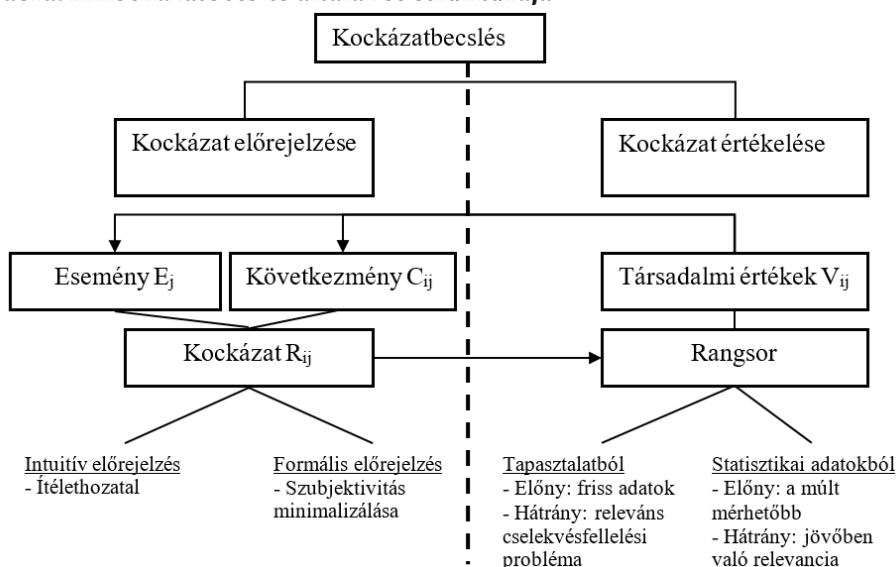 Kockázatbecslés
Kockázat előrejelzése
Kockázat értékelése
Esemény Ej
Következmény Cij
Társadalmi értékek Vij
Kockázat Rij
Rangsor
Intuitív előrejelzés
- Ítélethozatal
Formális előrejelzés
- Szubjektivitás
minimalizálása
Tapasztalatból
- Előny: friss adatok
- Hátrány: releváns
cselekvésfellelési
probléma
Statisztikai adatokból
- Előny: a múlt
mérhetőbb
- Hátrány: jövőben
való relevancia